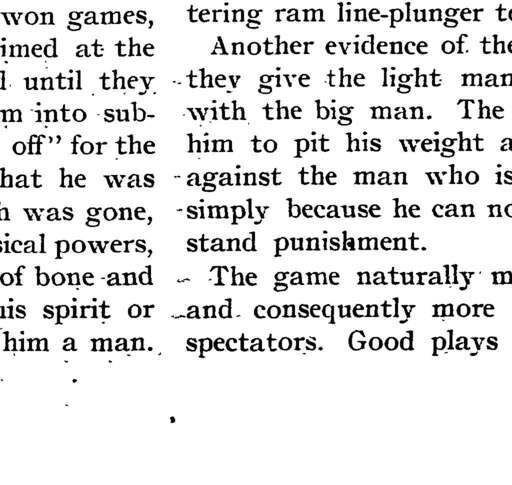 won games,
imed at the
until they
m into sub-
off" for the
hat he was
h was gone,
sical powers,
of bone and
his spirit or
him a man.
tering ram line-plunger to
Another evidence of the
they give the light man
with the big man. The
him to pit his weight a
against the man who is
simply because he can no
stand punishment.
The game naturally m
and consequently more
spectators. Good plays